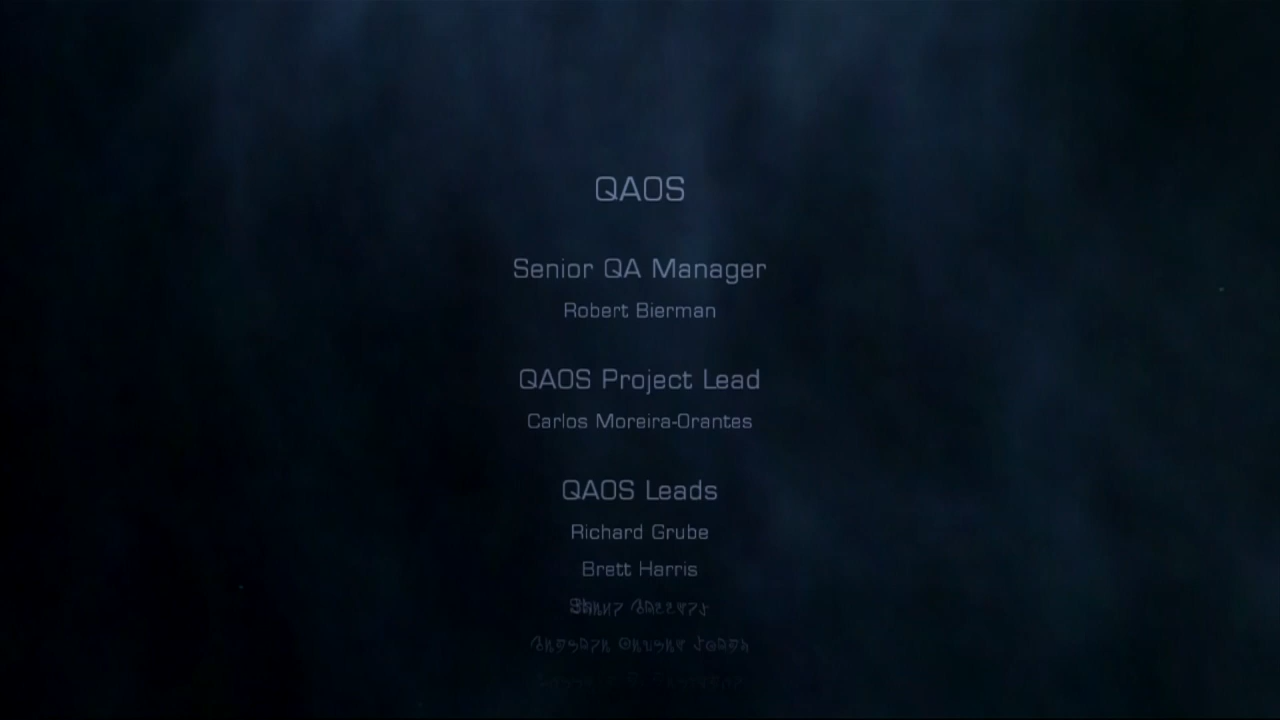 QAOS
Senior QA Manager
Robert Bierman
QAOS Project Lead
Carlos Moreira-Orantes
QAOS Leads
Richard Grube
Brett Harris